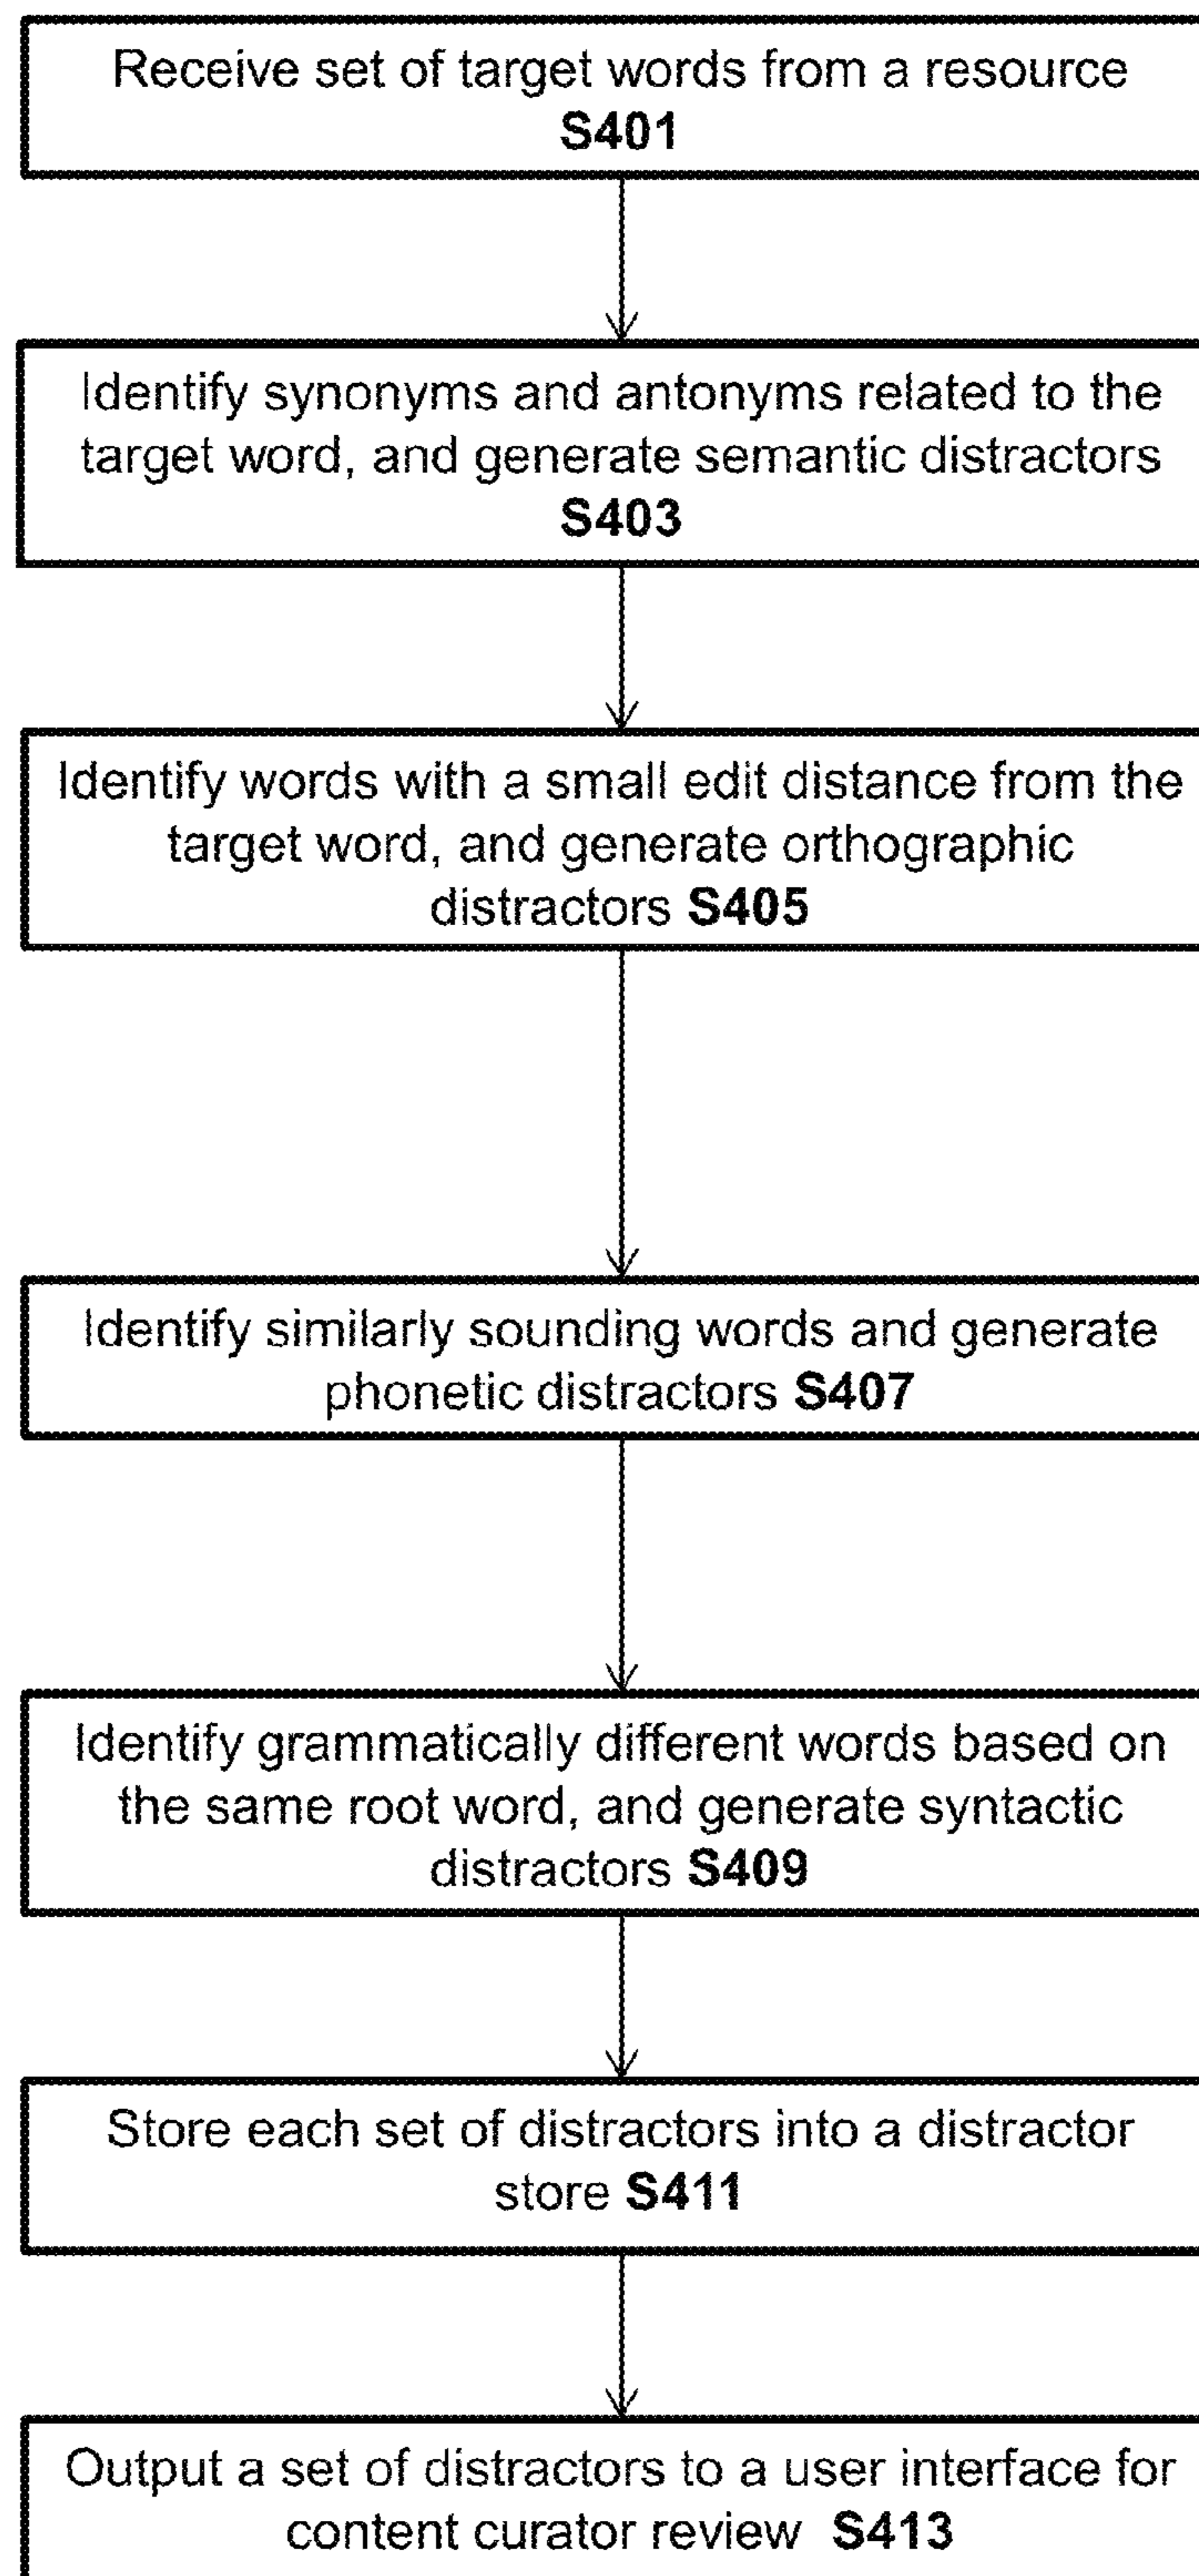 Receive set of target words from a resource
S401
Identify synonyms and antonyms related to the
target word, and generate semantic distractors
S403
Identify words with a small edit distance from the
target word, and generate orthographic
distractors S405
Identify similarly sounding words and generate
phonetic distractors S407
Identify grammatically different words based on
the same root word, and generate syntactic
distractors S409
Store each set of distractors into a distractor
store S411
Output a set of distractors to a user interface for
content curator review S413